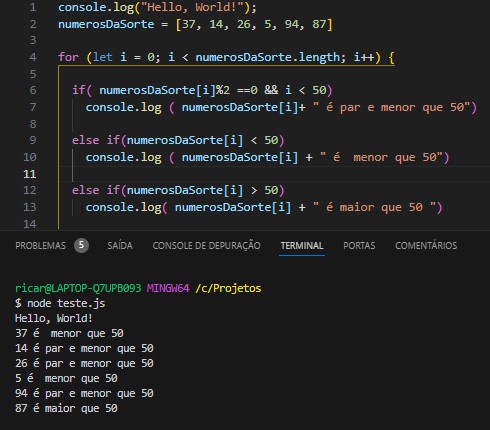 1 console.log("Hello, World!");
2 numerosDaSorte = [37, 14, 26, 5, 94, 87]
3
4 for (let i = 0; i < numerosDaSorte.length; i++) {
5
6 if( numerosDaSorte[i]%2 ==0 && i < 50)
7 console.log ( numerosDaSorte[i]+ " é par e menor que 50")
8
9 else if(numerosDaSorte[i] < 50)
10 console.log ( numerosDaSorte[i] + " é  menor que 50")
11
12 else if(numerosDaSorte[i] > 50)
13 console.log( numerosDaSorte[i] + " é maior que 50 ")
14
PROBLEMAS 5 SAÍDA CONSOLE DE DEPURAÇÃO TERMINAL PORTAS COMENTÁRIOS
ricar@LAPTOP-Q7UPB093 MINGW64 /c/Projetos
$ node teste.js
Hello, World!
37 é  menor que 50
14 é par e menor que 50
26 é par e menor que 50
5 é  menor que 50
94 é par e menor que 50
87 é maior que 50